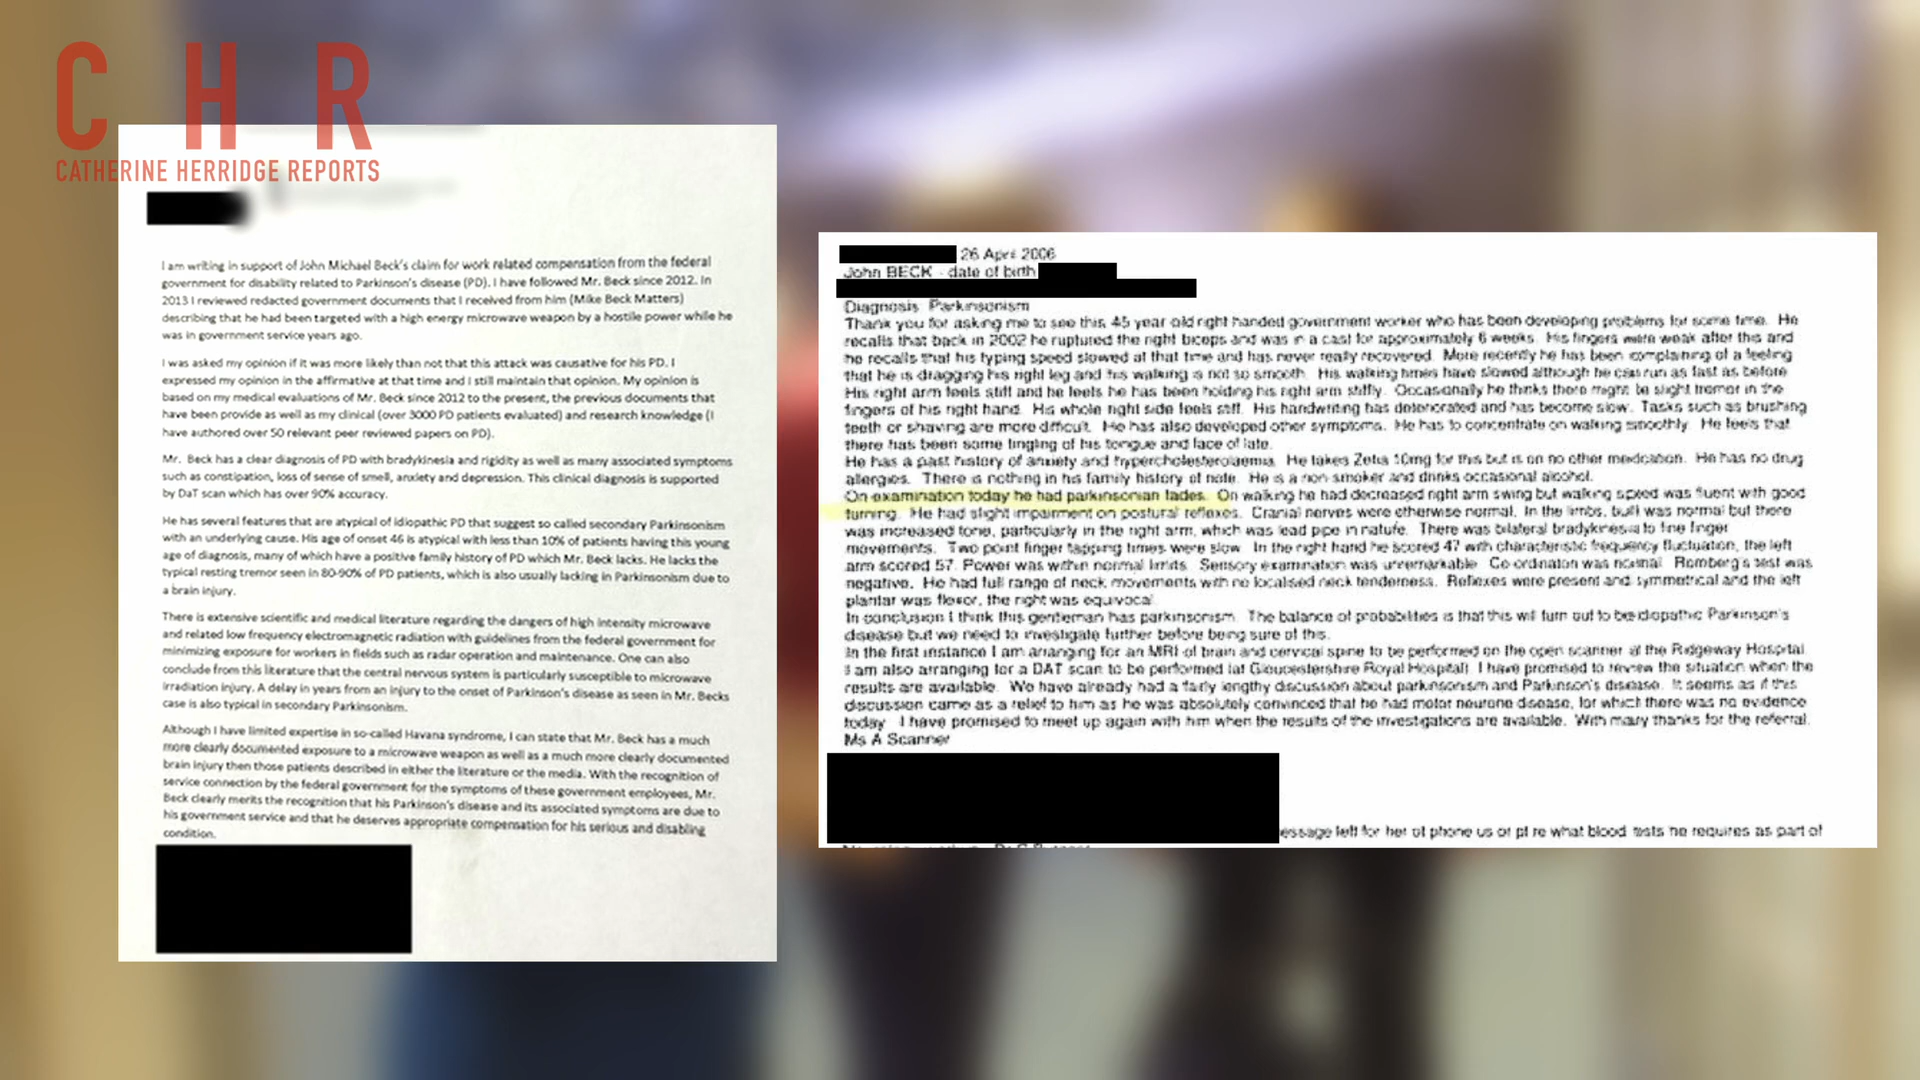 C H R
CATHERINE HERRIDGE REPORTS
I am writing in support of John Michael Beck's claim for work related compensation from the federal
government for disability related to Parkinson's disease (PD). I have followed Mr. Beck since 2012. In
2013 I reviewed redacted government documents that I received from him (Mike Beck Matters)
describing that he had been targeted with a high energy microwave weapon by a hostile power while he
was in government service years ago.
I was asked my opinion if it was more likely than not that this attack was causative for his PD. I
expressed my opinion in the affirmative at that time and I still maintain that opinion. My opinion is
based on my medical evaluations of Mr. Beck since 2012 to the present, the previous documents that
have been provide as well as my clinical (over 3000 PD patients evaluated) and research knowledge (I
have authored over 50 relevant peer reviewed papers on PD).
Mr. Beck has a clear diagnosis of PD with bradykinesia and rigidity as well as many associated symptoms
such as constipation, loss of sense of smell, anxiety and depression. This clinical diagnosis is supported
by DaT scan which has over 90% accuracy.
He has several features that are atypical of idiopathic PD that suggest so called secondary Parkinsonism
with an underlying cause. His age of onset 46 is atypical with less than 10% of patients having this young
age of diagnosis, many of which have a positive family history of PD which Mr. Beck lacks. He lacks the
typical resting tremor seen in 80-90% of PD patients, which is also usually lacking in Parkinsonism due to
a brain injury.
There is extensive scientific and medical literature regarding the dangers of high intensity microwave
and related low frequency electromagnetic radiation with guidelines from the federal government for
minimizing exposure for workers in fields such as radar operation and maintenance. One can also
conclude from this literature that the central nervous system is particularly susceptible to microwave
irradiation injury. A delay in years from an injury to the onset of Parkinson's disease as seen in Mr. Becks
case is also typical in secondary Parkinsonism.
Although I have limited expertise in so-called Havana syndrome, I can state that Mr. Beck has a much
more clearly documented exposure to a microwave weapon as well as a much more clearly documented
brain injury then those patients described in either the literature or the media. With the recognition of
service connection by the federal government for the symptoms of these government employees, Mr.
Beck clearly merits the recognition that his Parkinson's disease and its associated symptoms are due to
his government service and that he deserves appropriate compensation for his serious and disabling
condition.
26 April 2006
John BECK - date of birth
Diagnosis Parkinsonism
Thank you for asking me to see this 45 year old right handed government worker who has been developing problems for some time. He
recalls that back in 2002 he ruptured the right biceps and was in a cast for approximately 6 weeks. His fingers were weak after this and
he recalls that his typing speed slowed at that time and has never really recovered. More recently he has been complaining of a feeling
that he is dragging his right leg and his walking is not so smooth. His walking times have slowed although he can run as fast as before
His right arm feels stiff and he feels he has been holding his right arm stiffly. Occasionally he thinks there might be slight tremor in the
fingers of his right hand. His whole right side feels stiff. His handwriting has deteriorated and has become slow. Tasks such as brushing
teeth or shaving are more difficult. He has also developed other symptoms. He has to concentrate on walking smoothly. He feels that
there has been some tingling of his tongue and face of late.
He has a past history of anxiety and hypercholesterolaemia. He takes Zetia 10mg for this but is on no other medication. He has no drug
allergies. There is nothing in his family history of note. He is a non smoker and drinks occasional alcohol.
On examination today he had parkinsonian fades. On walking he had decreased right arm swing but walking speed was fluent with good
turning. He had slight impairment on postural reflexes. Cranial nerves were otherwise normal. In the limbs, bulk was normal but there
was increased tone, particularly in the right arm, which was lead pipe in nature. There was bilateral bradykinesia to fine finger
movements. Two point finger tapping times were slow. In the right hand he scored 47 with characteristic frequency fluctuation, the left
arm scored 57. Power was within normal limits. Sensory examination was unremarkable. Co-ordination was normal. Romberg's test was
negative. He had full range of neck movements with no localised neck tenderness. Reflexes were present and symmetrical and the left
plantar was flexor, the right was equivocal
In conclusion I think this gentleman has parkinsonism. The balance of probabilities is that this will turn out to be idiopathic Parkinson's
disease but we need to investigate further before being sure of this.
In the first instance I am arranging for an MRI of brain and cervical spine to be performed on the open scanner at the Ridgeway Hospital.
I am also arranging for a DAT scan to be performed (at Gloucestershire Royal Hospital). I have promised to review the situation when the
results are available. We have already had a fairly lengthy discussion about parkinsonism and Parkinson's disease. It seems as if this
discussion came as a relief to him as he was absolutely convinced that he had motor neurone disease, for which there was no evidence
today. I have promised to meet up again with him when the results of the investigations are available. With many thanks for the referral.
Ms A Scanner
essage left for her to phone us or pl re what blood tests he requires as part of